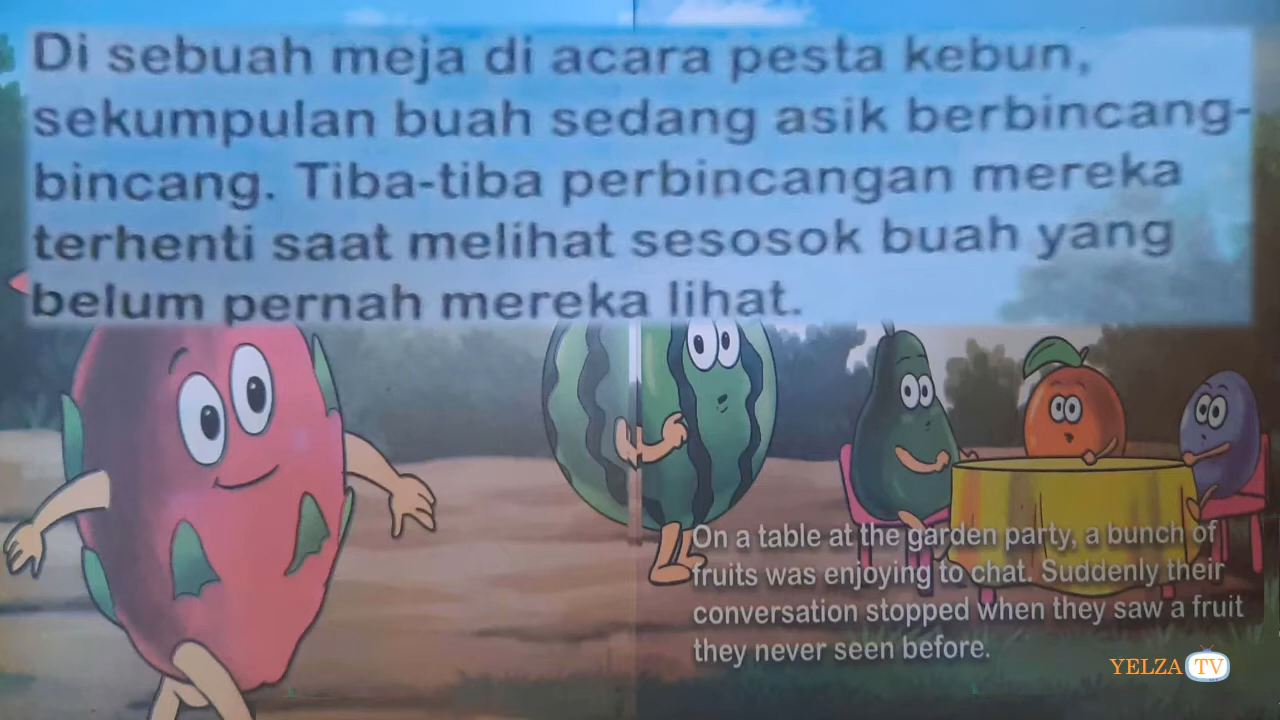 Di sebuah meja di acara pesta kebun,
sekumpulan buah sedang asik berbincang-
bincang. Tiba-tiba perbincangan mereka
terhenti saat melihat sesosok buah yang
belum pernah mereka lihat.
On a table at the garden party, a bunch of
fruits was enjoying to chat. Suddenly their
conversation stopped when they saw a fruit
they never seen before.
YELZA TV